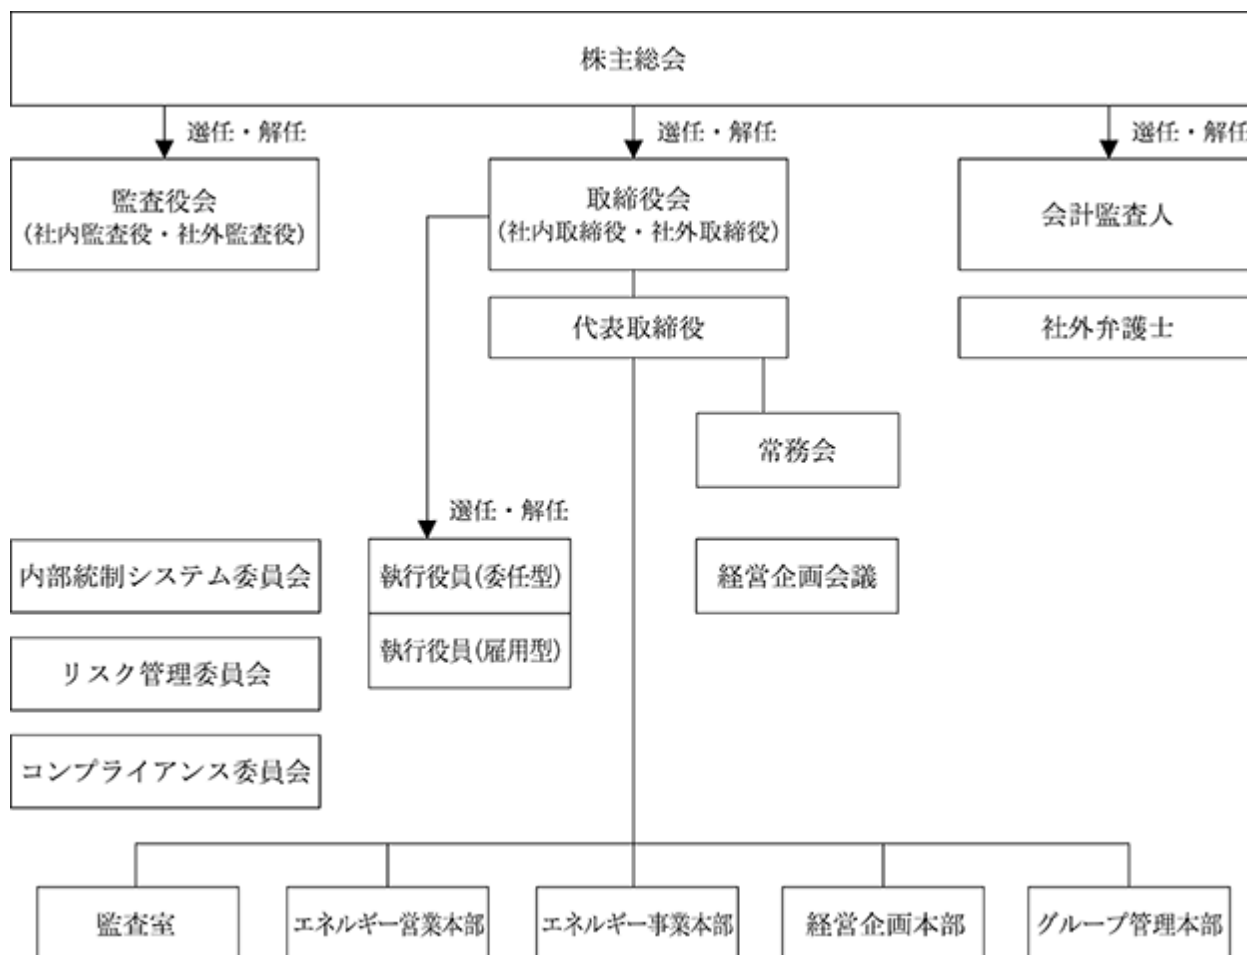 株主総会
選任・解任
選任・解任
選任・解任
監査役会
(社内監査役・社外監査役)
取締役会
(社内取締役・社外取締役)
会計監査人
代表取締役
社外弁護士
常務会
選任・解任
内部統制システム委員会
執行役員(委任型)
経営企画会議
執行役員(雇用型)
リスク管理委員会
コンプライアンス委員会
監査室
エネルギー営業本部
エネルギー事業本部
経営企画本部
グループ管理本部